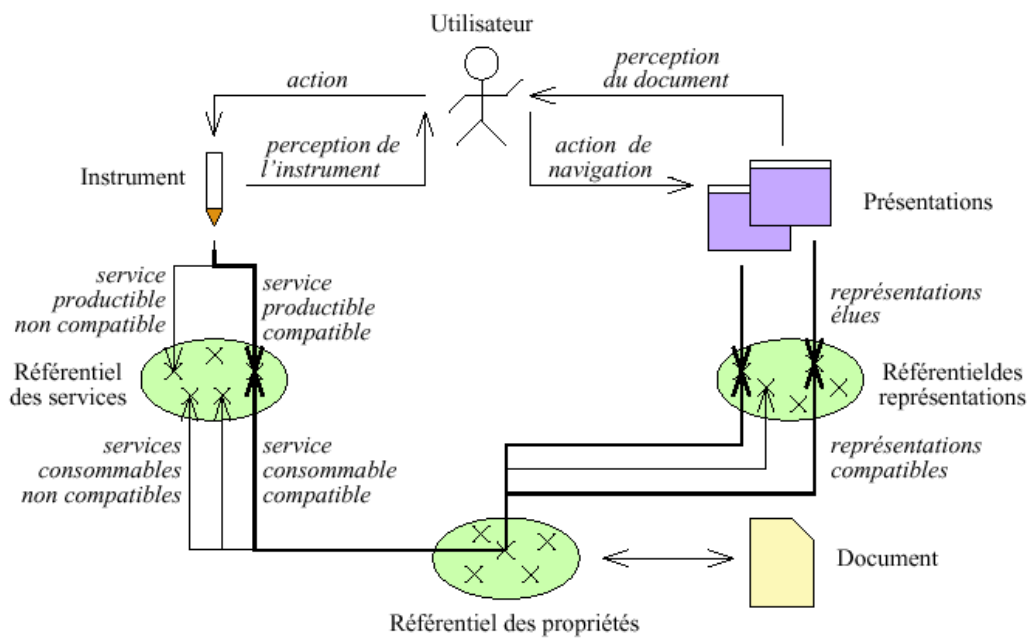 Utilisateur
action
perception
du document
perception de
l'instrument
action de
navigation
Instrument
Présentations
service
productible
non compatible
service
productible
compatible
représentations
élues
Référentiel
des services
Référentieldes
représentations
services
consommables
non compatibles
service
consommable
compatible
représentations
compatibles
Document
Référentiel des propriétés